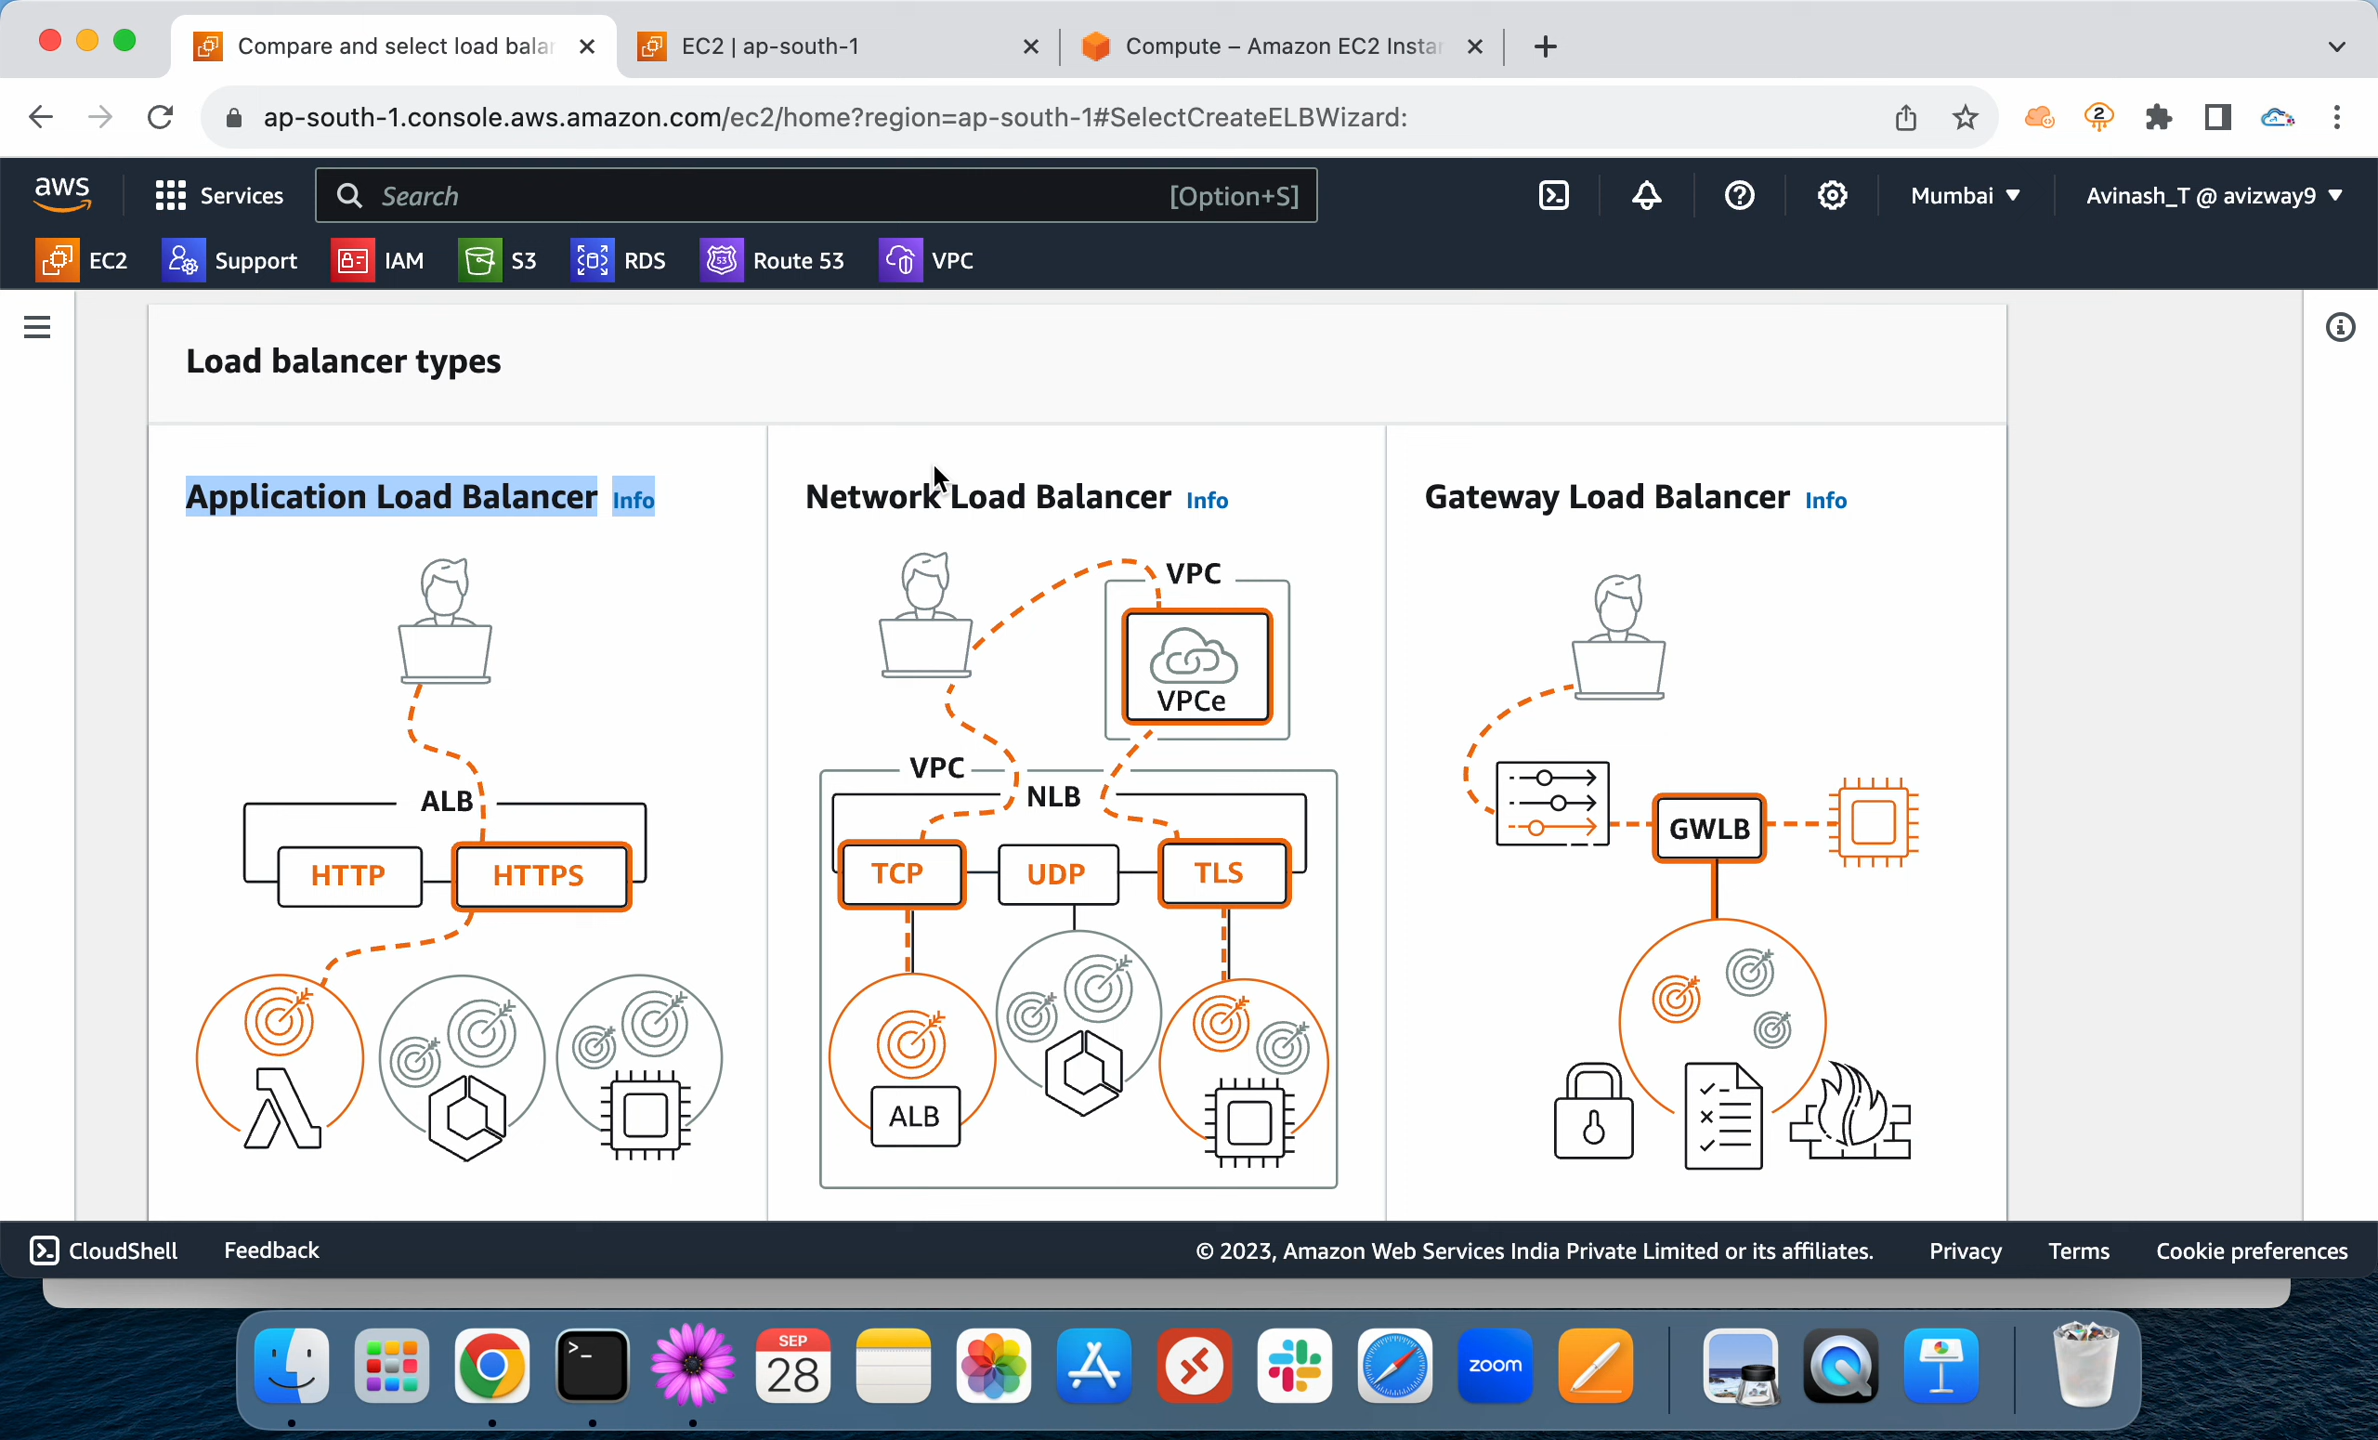 Compare and select load bala
EC2 | ap-south-1
Compute – Amazon EC2 Insta
ap-south-1.console.aws.amazon.com/ec2/home?region=ap-south-1#SelectCreateELBWizard:
2
aws
Services
Search
[Option+S]
Mumbai
Avinash_T @ avizway9
EC2
Support
IAM
S3
RDS
53
Route 53
VPC
Load balancer types
Application Load Balancer Info
Network Load Balancer Info
Gateway Load Balancer Info
ALB
HTTP
HTTPS
VPC
VPCe
VPC
NLB
TCP
UDP
TLS
ALB
GWLB
CloudShell
Feedback
© 2023, Amazon Web Services India Private Limited or its affiliates.
Privacy
Terms
Cookie preferences
SEP
28
zoom